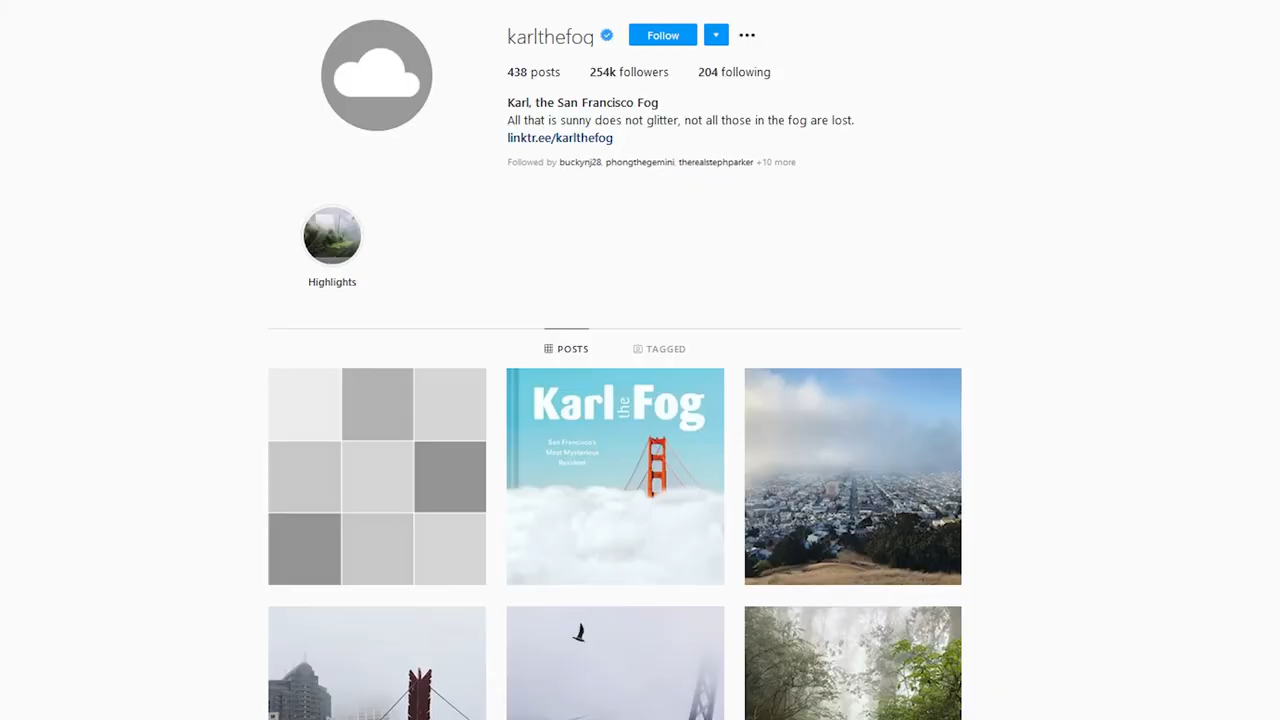 karlthefog
Follow
438 posts 254k followers 204 following
Karl, the San Francisco Fog
All that is sunny does not glitter, not all those in the fog are lost.
linktr.ee/karlthefog
Followed by buckynj28, phongthegemini, therealstephparker +10 more
Highlights
POSTS TAGGED
Karl the Fog
San Francisco's
Most Mysterious
Resident